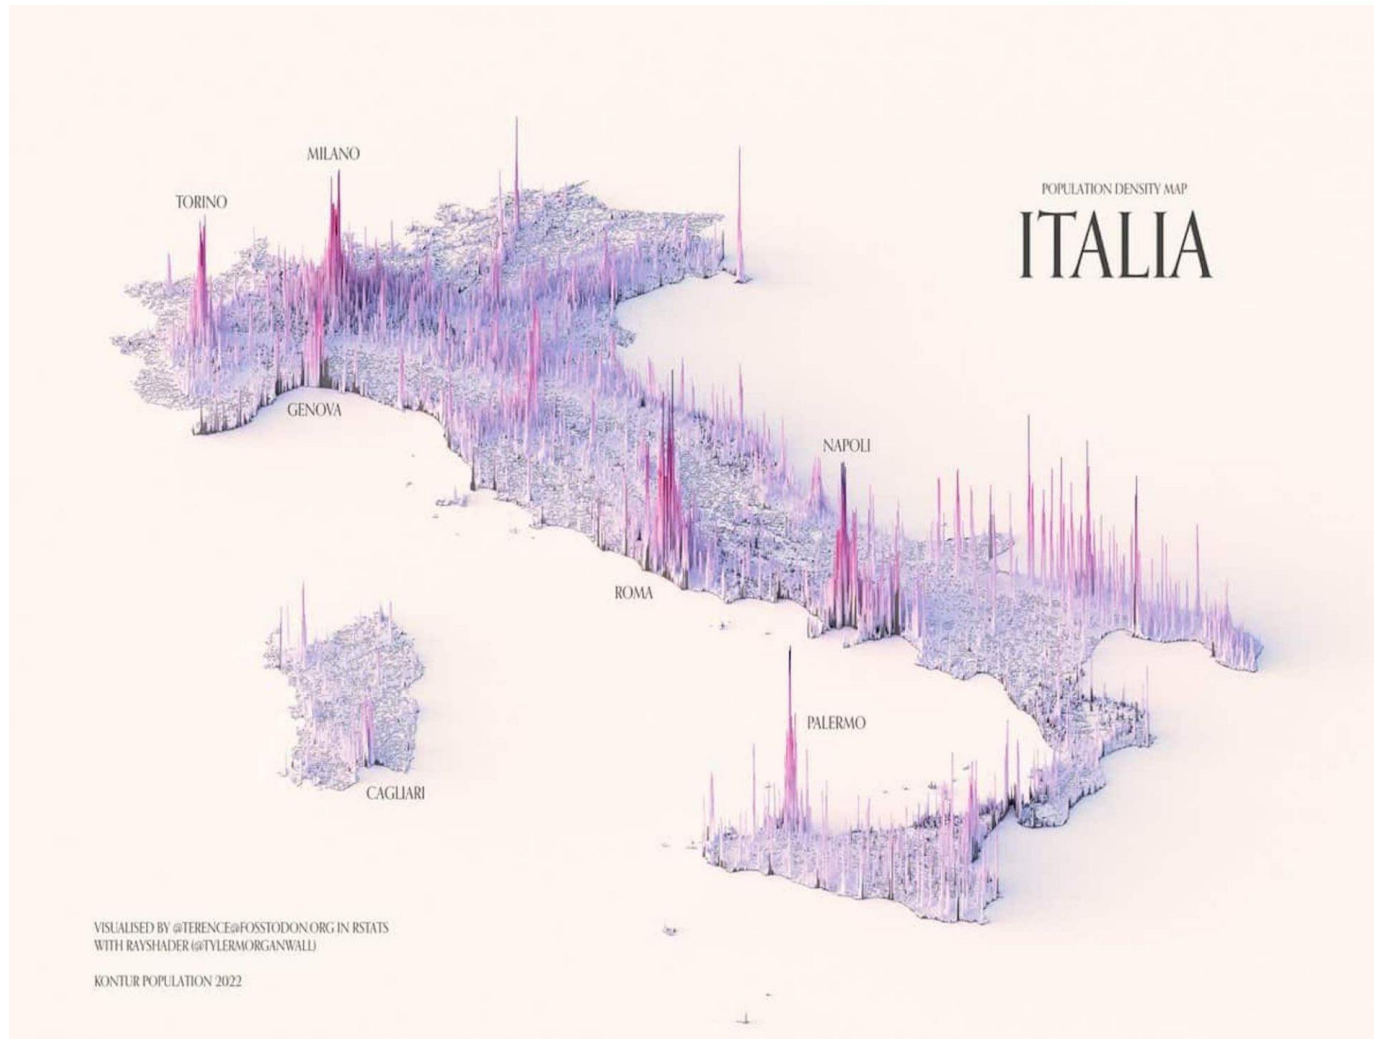 MILANO
TORINO
POPULATION DENSITY MAP
ITALIA
GENOVA
NAPOLI
ROMA
PALERMO
CAGLIARI
VISUALISED BY @TERENCE@FOSSTODON.ORG IN RSTATS
WITH RAYSHADER (@TYLERMORGANWALL)
KONTUR POPULATION 2022